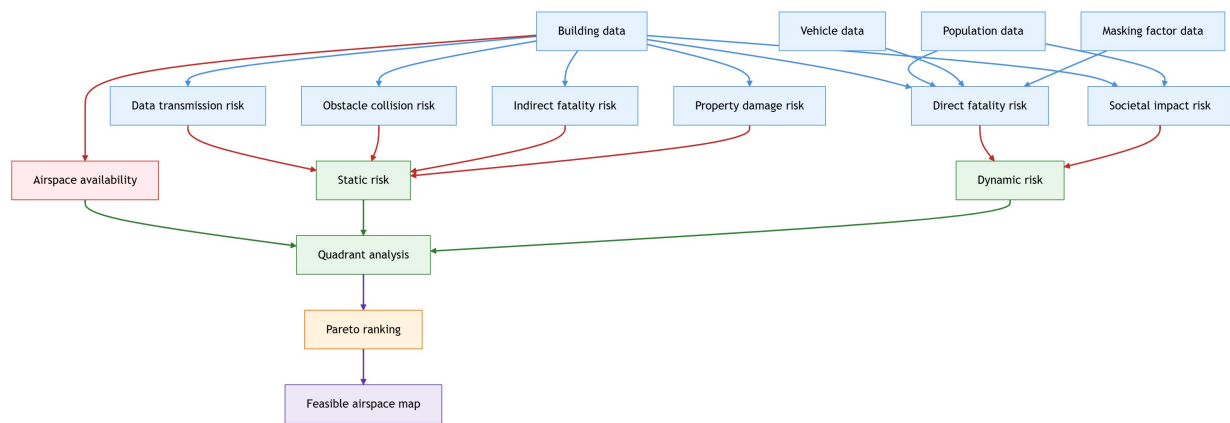 Building data
Vehicle data
Population data
Masking factor data
Data transmission risk
Obstacle collision risk
Indirect fatality risk
Property damage risk
Direct fatality risk
Societal impact risk
Airspace availability
Static risk
Dynamic risk
Quadrant analysis
Pareto ranking
Feasible airspace map